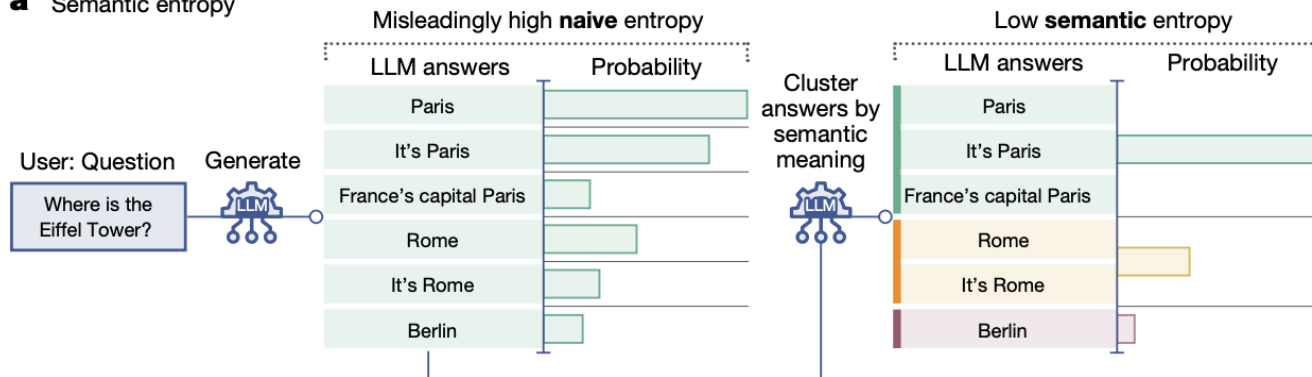 a Semantic entropy
Misleadingly high naive entropy
LLM answers
Probability
Paris
It's Paris
France's capital Paris
Rome
It's Rome
Berlin
User: Question
Where is the
Eiffel Tower?
Generate
LLM
Cluster
answers by
semantic
meaning
LLM
Low semantic entropy
LLM answers
Probability
Paris
It's Paris
France's capital Paris
Rome
It's Rome
Berlin